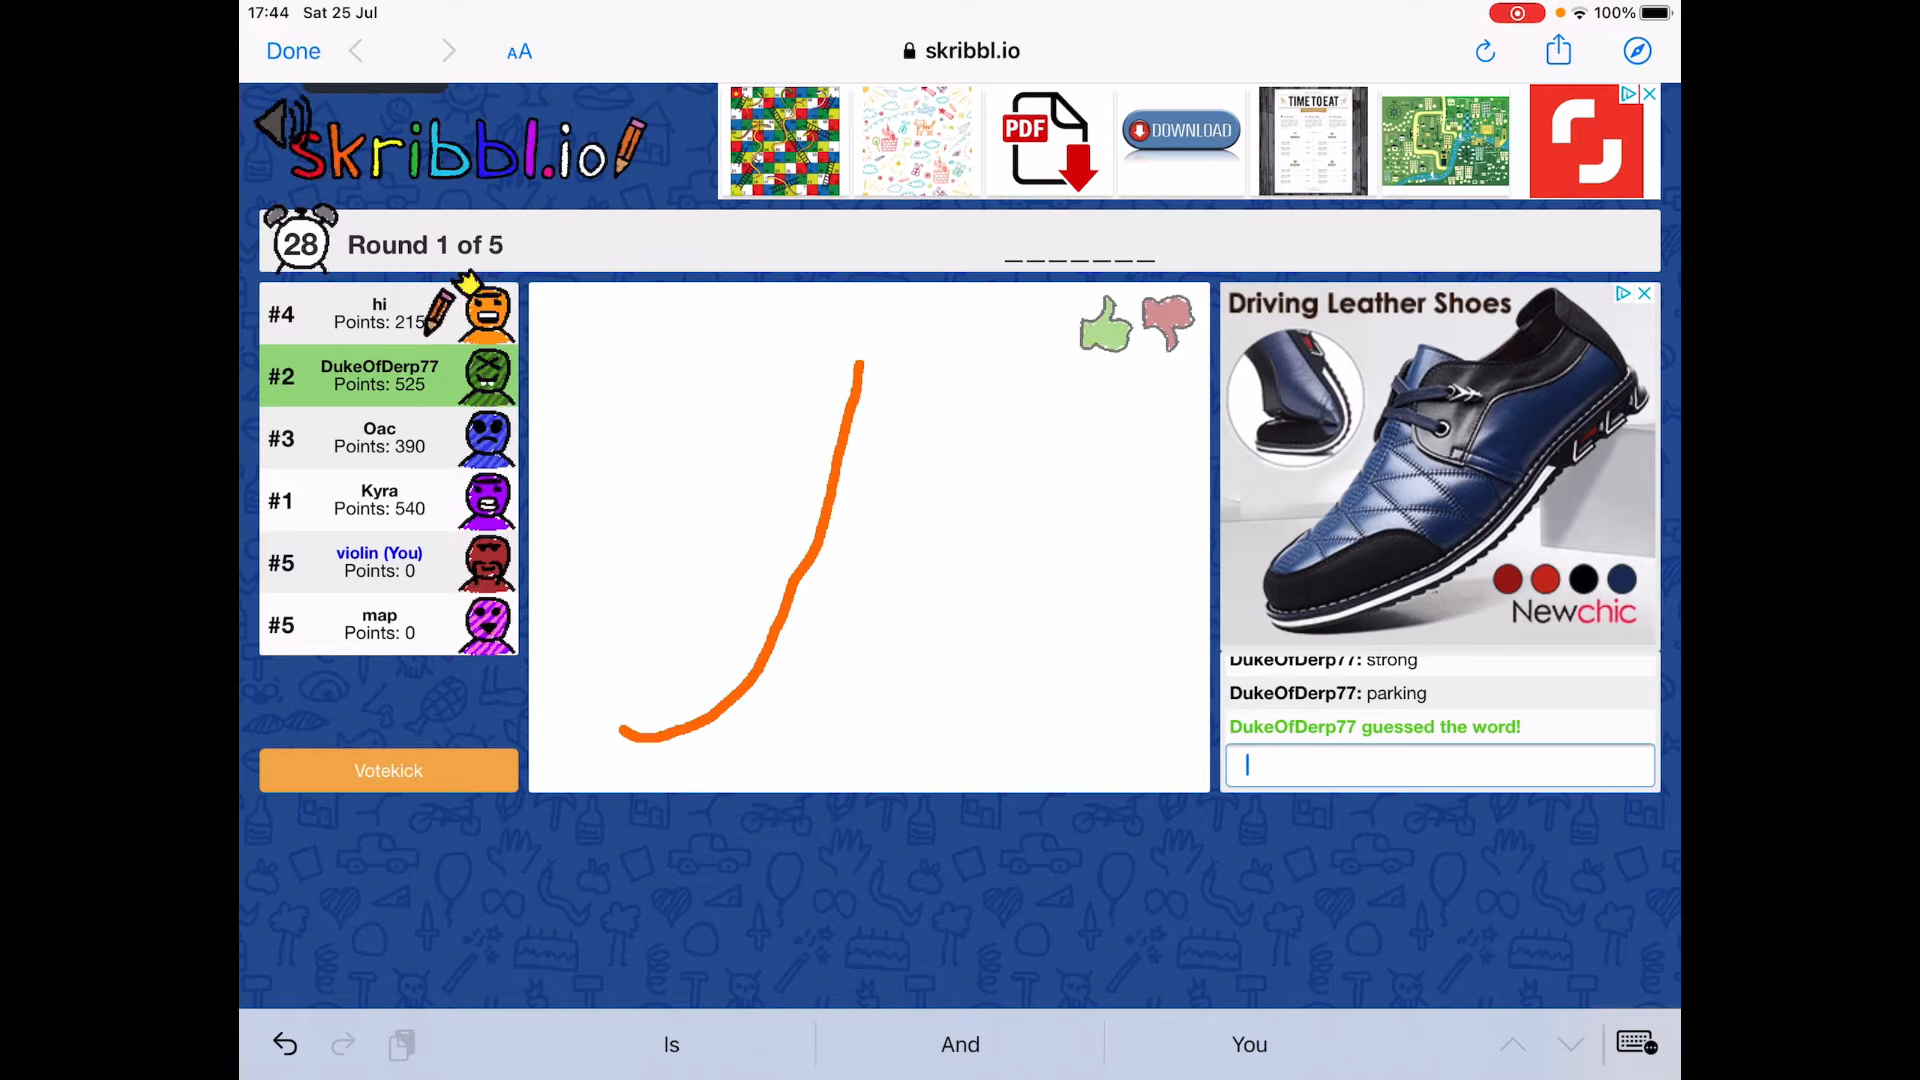 17:44 Sat 25 Jul 100%
Done AA skribbl.io
skribbl.io
PDF
DOWNLOAD
TIME TO EAT
28 Round 1 of 5 _______
#4 hi
Points: 215
#2 DukeOfDerp77
Points: 525
#3 Oac
Points: 390
#1 Kyra
Points: 540
#5 violin (You)
Points: 0
#5 map
Points: 0
Votekick
Driving Leather Shoes
Newchic
DukeOfDerp77: strong
DukeOfDerp77: parking
DukeOfDerp77 guessed the word!
Is And You